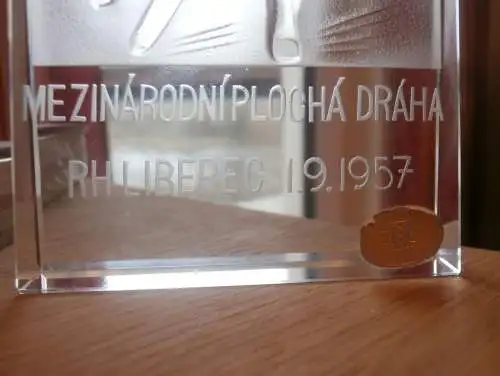 MEZINÁRODNÍ PLOCHÁ DRÁHA
RH LIBEREC 1.9.1957